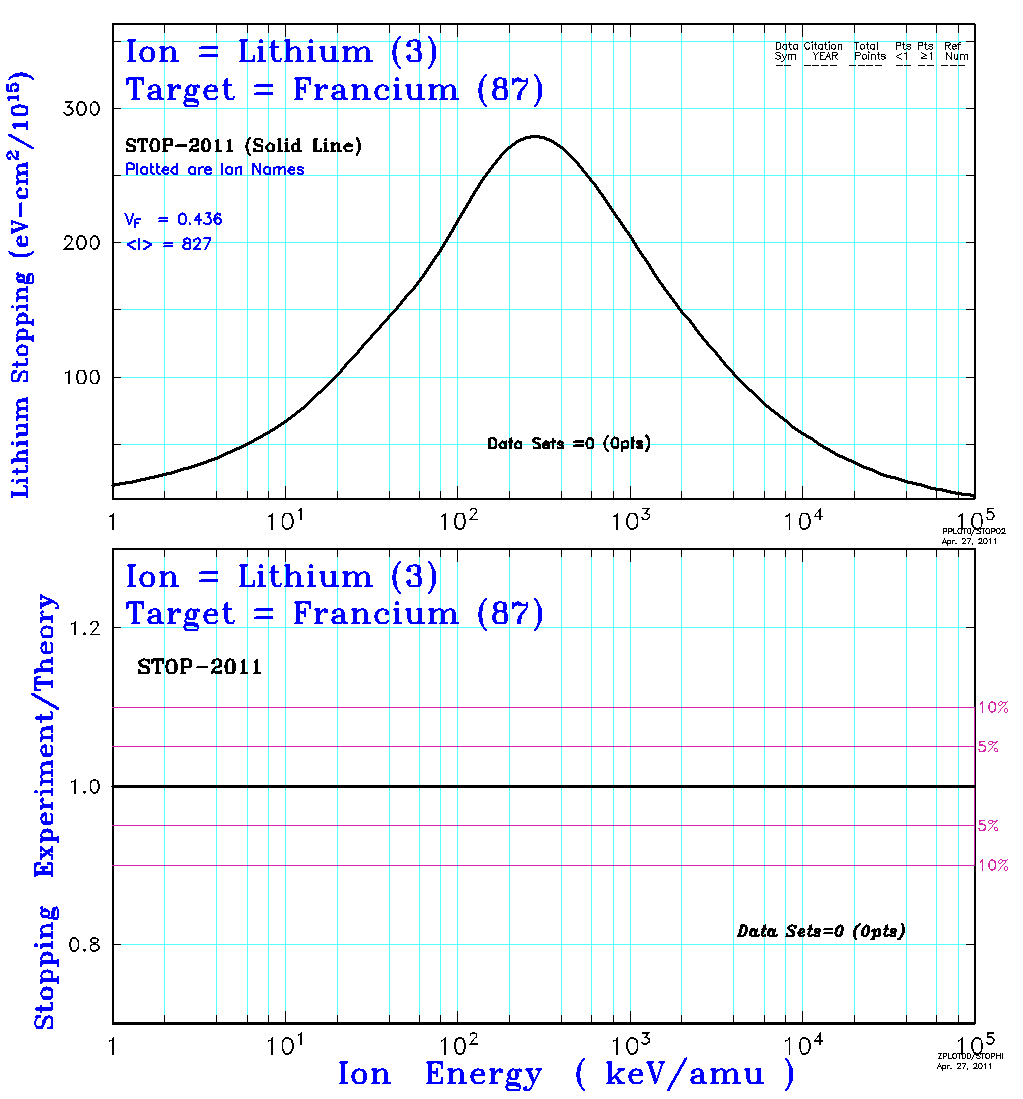 Ion = Lithium (3)
Target = Francium (87)
Data Citation Total Pts Pts Ref
Sym YEAR Points <1 ≥1 Num
STOP-2011 (Solid Line)
Plotted are Ion Names
V_F = 0.436
<I> = 827
Lithium Stopping (eV-cm²/10¹⁵)
300
200
100
Data Sets =0 (0pts)
1 10¹ 10² 10³ 10⁴ 10⁵
PPLOTD/STOP02
Apr. 27, 2011
Ion = Lithium (3)
Target = Francium (87)
STOP-2011
Stopping Experiment/Theory
1.2
1.0
0.8
10%
5%
5%
10%
Data Sets=0 (0pts)
1 10¹ 10² 10³ 10⁴ 10⁵
Ion Energy ( keV/amu )
Apr. 27, 2011